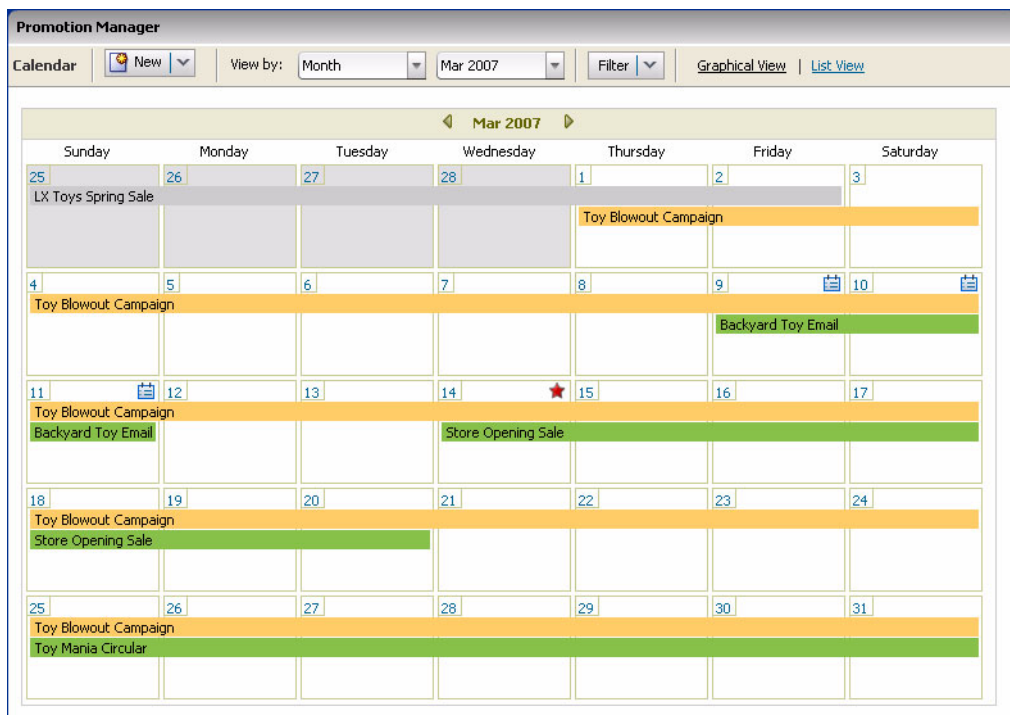 Promotion Manager
Calendar New View by: Month Mar 2007 Filter Graphical View | List View
Mar 2007
Sunday Monday Tuesday Wednesday Thursday Friday Saturday
25 26 27 28 1 2 3
LX Toys Spring Sale
Toy Blowout Campaign
4 5 6 7 8 9 10
Toy Blowout Campaign
Backyard Toy Email
11 12 13 14 15 16 17
Toy Blowout Campaign
Backyard Toy Email Store Opening Sale
18 19 20 21 22 23 24
Toy Blowout Campaign
Store Opening Sale
25 26 27 28 29 30 31
Toy Blowout Campaign
Toy Mania Circular